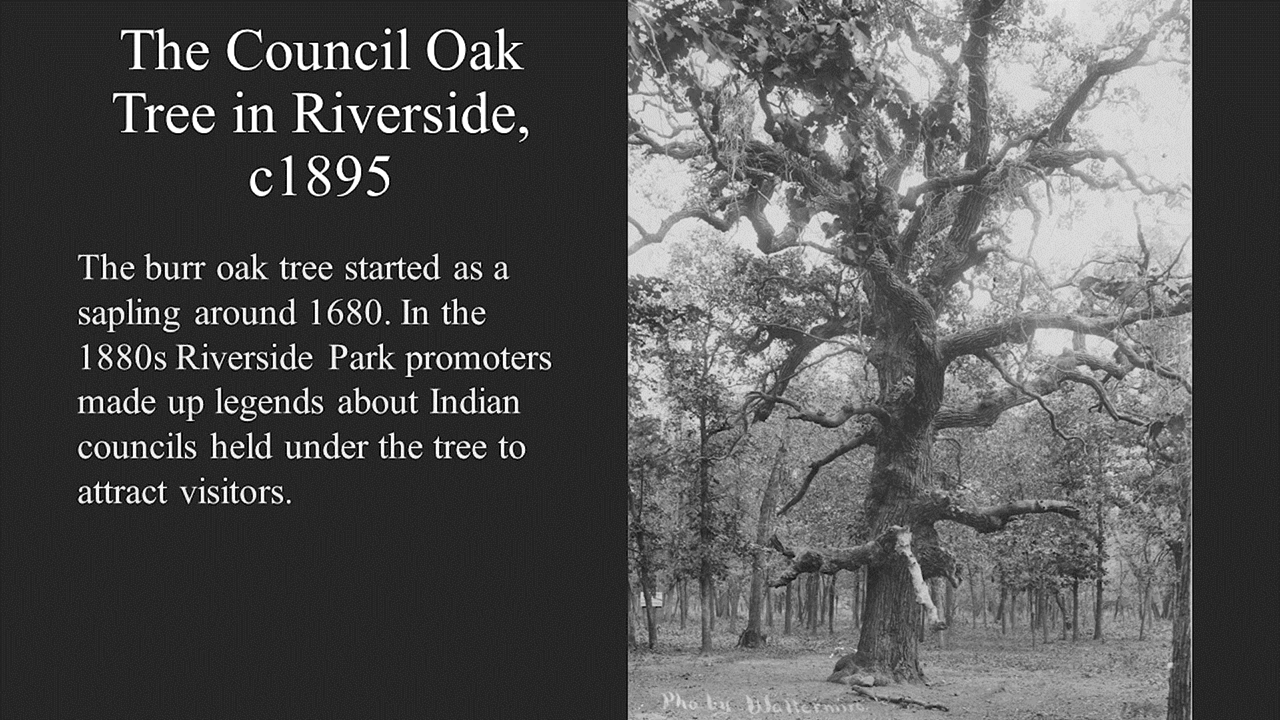 The Council Oak
Tree in Riverside,
c1895
The burr oak tree started as a
sapling around 1680. In the
1880s Riverside Park promoters
made up legends about Indian
councils held under the tree to
attract visitors.
Pho by